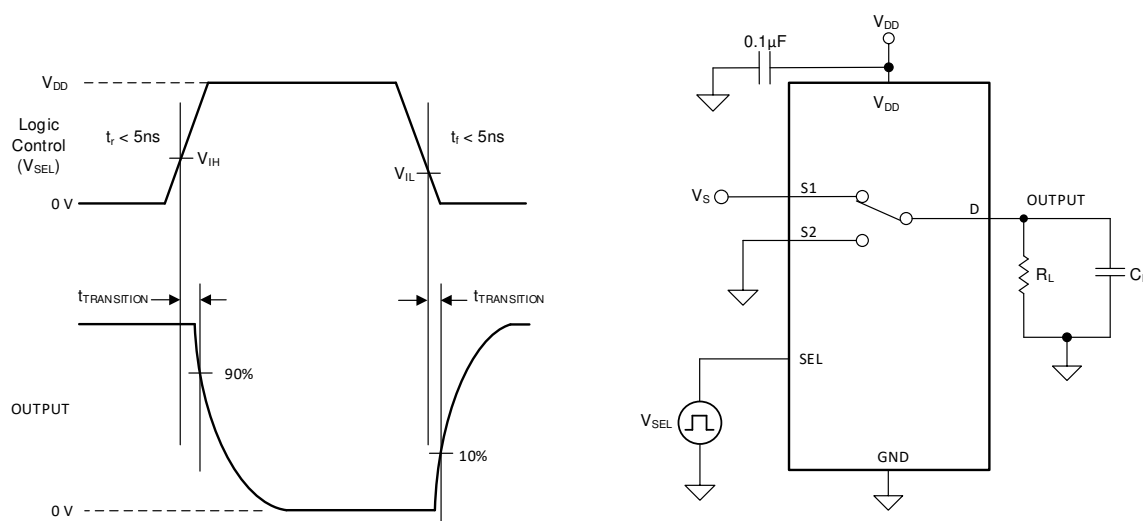 V_DD
Logic
Control
(V_SEL)
t_r < 5ns
V_IH
V_IL
t_f < 5ns
0 V
t_TRANSITION
t_TRANSITION
90%
OUTPUT
10%
0 V
V_DD
0.1µF
V_DD
V_S
S1
S2
D
OUTPUT
R_L
SEL
V_SEL
GND